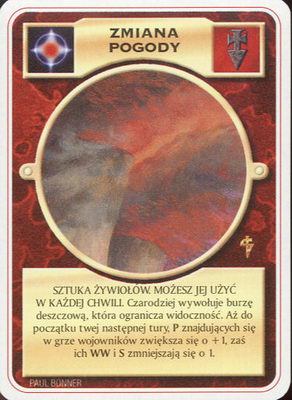 ZMIANA
POGODY
SZTUKA ŻYWIOŁÓW. MOŻESZ JEJ UŻYĆ
W KAŻDEJ CHWILI. Czarodziej wywołuje burzę
deszczową, która ogranicza widoczność. Aż do
początku twej następnej tury, P znajdujących się
w grze wojowników zwiększa się o +1, zaś
ich WW i S zmniejszają się o 1.
PAUL BONNER